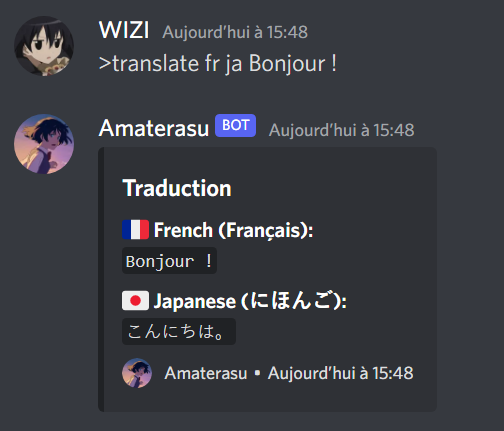 WIZI Aujourd'hui à 15:48
>translate fr ja Bonjour !
Amaterasu BOT Aujourd'hui à 15:48
Traduction
French (Français):
Bonjour !
Japanese (にほんご):
こんにちは。
Amaterasu • Aujourd'hui à 15:48